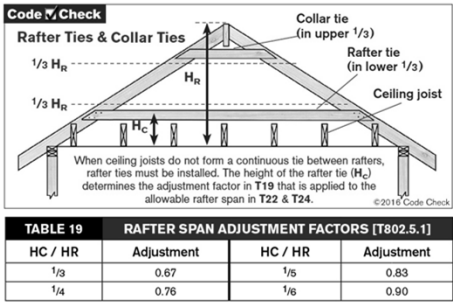 Code ✓ Check
Rafter Ties & Collar Ties
Collar tie
(in upper 1/3)
Rafter tie
(in lower 1/3)
Ceiling joist
1/3 HR
HR
1/3 HR
HC
When ceiling joists do not form a continuous tie between rafters,
rafter ties must be installed. The height of the rafter tie (HC)
determines the adjustment factor in T19 that is applied to the
allowable rafter span in T22 & T24.
©2016 Code Check
TABLE 19 RAFTER SPAN ADJUSTMENT FACTORS [T802.5.1]
HC / HR Adjustment HC / HR Adjustment
1/3 0.67 1/5 0.83
1/4 0.76 1/6 0.90